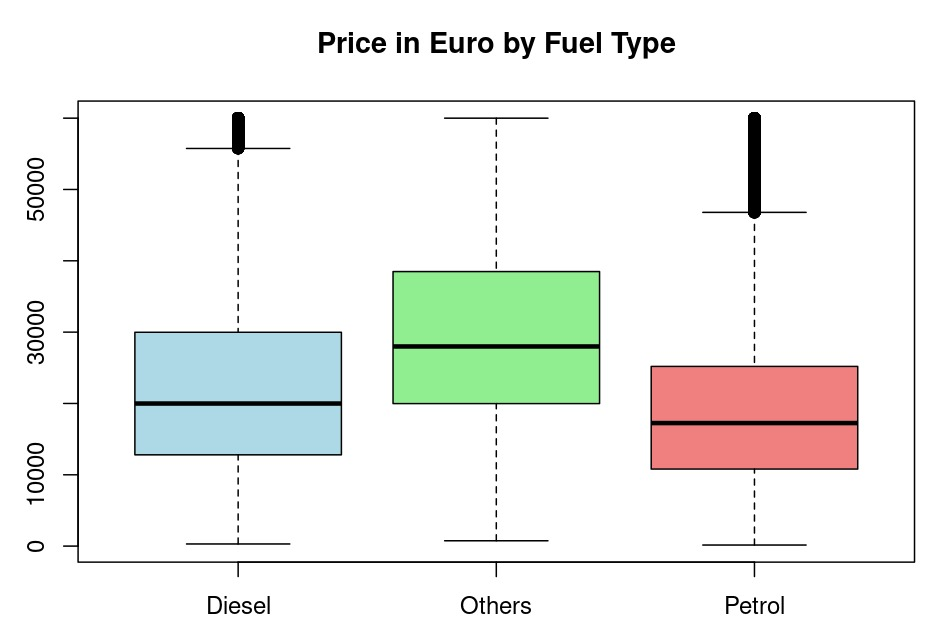 Price in Euro by Fuel Type
50000
30000
10000
0
Diesel Others Petrol